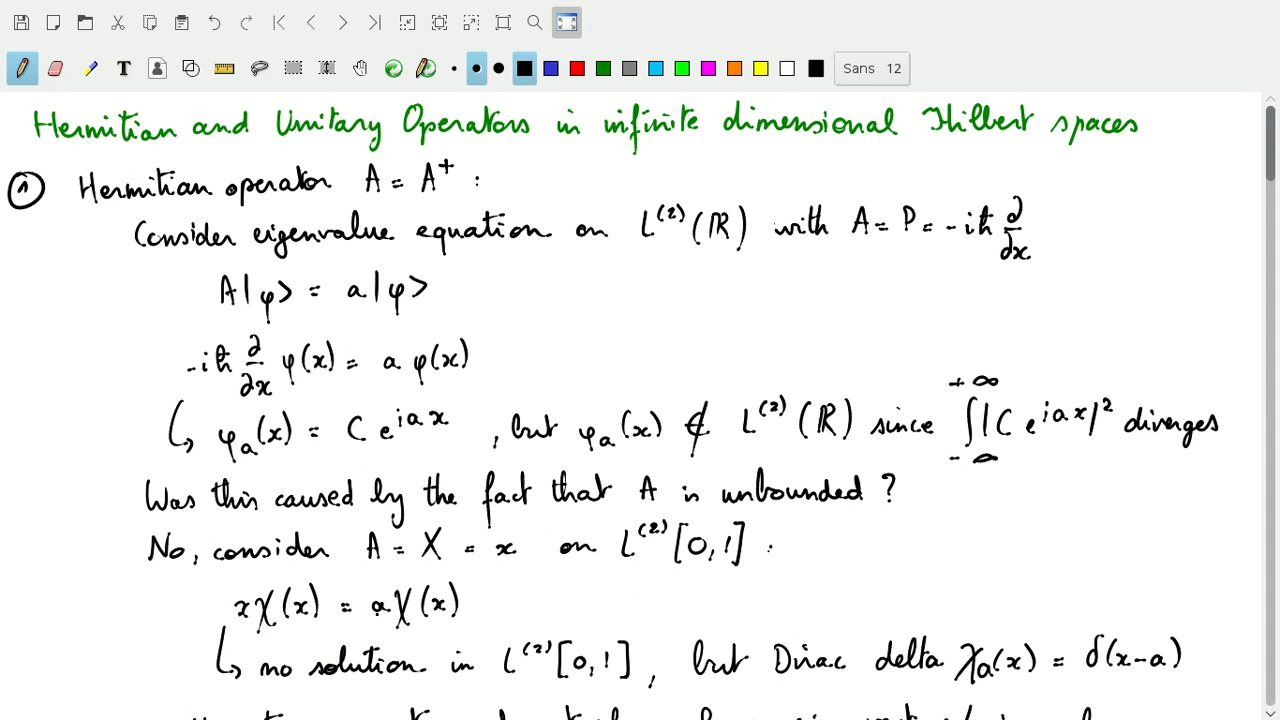 Sans 12
Hermitian and Unitary Operators in infinite dimensional Hilbert spaces
① Hermitian operator A = A⁺ :
Consider eigenvalue equation on L⁽²⁾(ℝ) with A = P = -iħ ∂/∂x
A|φ> = a|φ>
-iħ ∂/∂x φ(x) = a φ(x)
↳ φₐ(x) = C e^{iax} , but φₐ(x) ∉ L⁽²⁾(ℝ) since ∫_{-∞}^{+∞} |C e^{iax}|² diverges
Was this caused by the fact that A is unbounded ?
No, consider A = X = x on L⁽²⁾[0,1] :
xχ(x) = aχ(x)
↳ no solution in L⁽²⁾[0,1] , but Dirac delta χₐ(x) = δ(x-a)